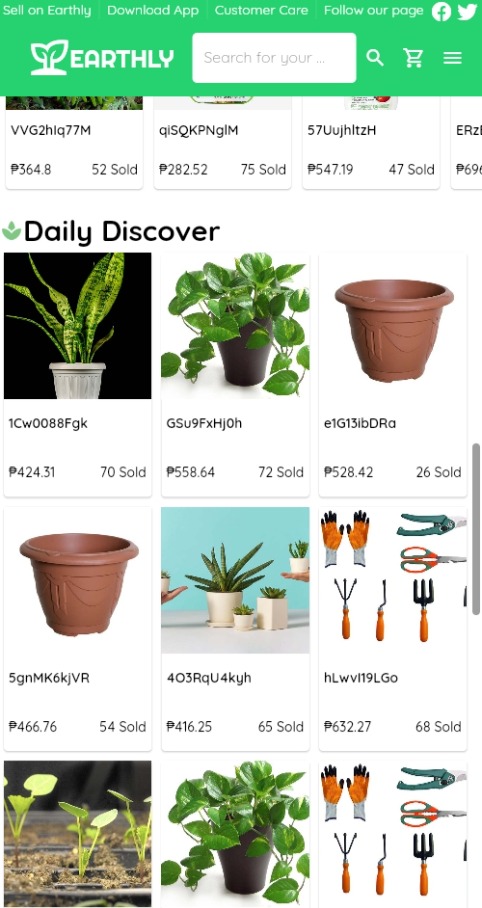 Sell on Earthly Download App Customer Care Follow our page
EARTHLY
Search for your ...
VVG2hIq77M qiSQKPNglM 57UujhltzH
₱364.8 52 Sold ₱282.52 75 Sold ₱547.19 47 Sold ₱696
Daily Discover
1Cw0088Fgk GSu9FxHj0h e1G13ibDRa
₱424.31 70 Sold ₱558.64 72 Sold ₱528.42 26 Sold
5gnMK6kjVR 4O3RqU4kyh hLwvI19LGo
₱466.76 54 Sold ₱416.25 65 Sold ₱632.27 68 Sold